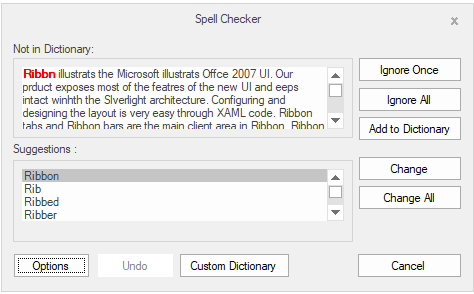 Spell Checker
x
Not in Dictionary:
Ribbn illustrats the Microsoft illustrats Offce 2007 UI. Our
prduct exposes most of the featres of the new UI and eeps
intact winhth the Slverlight architecture. Configuring and
designing the layout is very easy through XAML code. Ribbon
tabs and Ribbon bars are the main client area in Ribbon. Ribbon
Ignore Once
Ignore All
Add to Dictionary
Suggestions :
Ribbon
Rib
Ribbed
Ribber
Change
Change All
Options
Undo
Custom Dictionary
Cancel